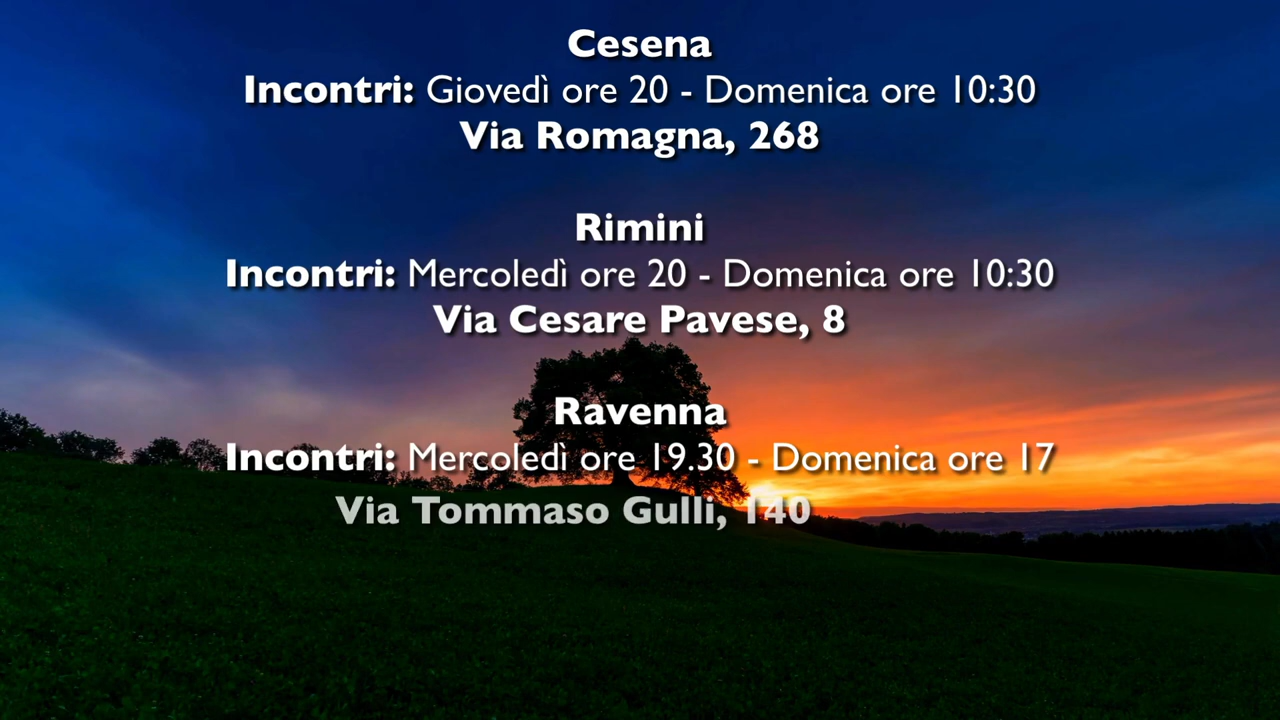 Cesena
Incontri: Giovedì ore 20 - Domenica ore 10:30
Via Romagna, 268
Rimini
Incontri: Mercoledì ore 20 - Domenica ore 10:30
Via Cesare Pavese, 8
Ravenna
Incontri: Mercoledì ore 19.30 - Domenica ore 17
Via Tommaso Gulli, 140